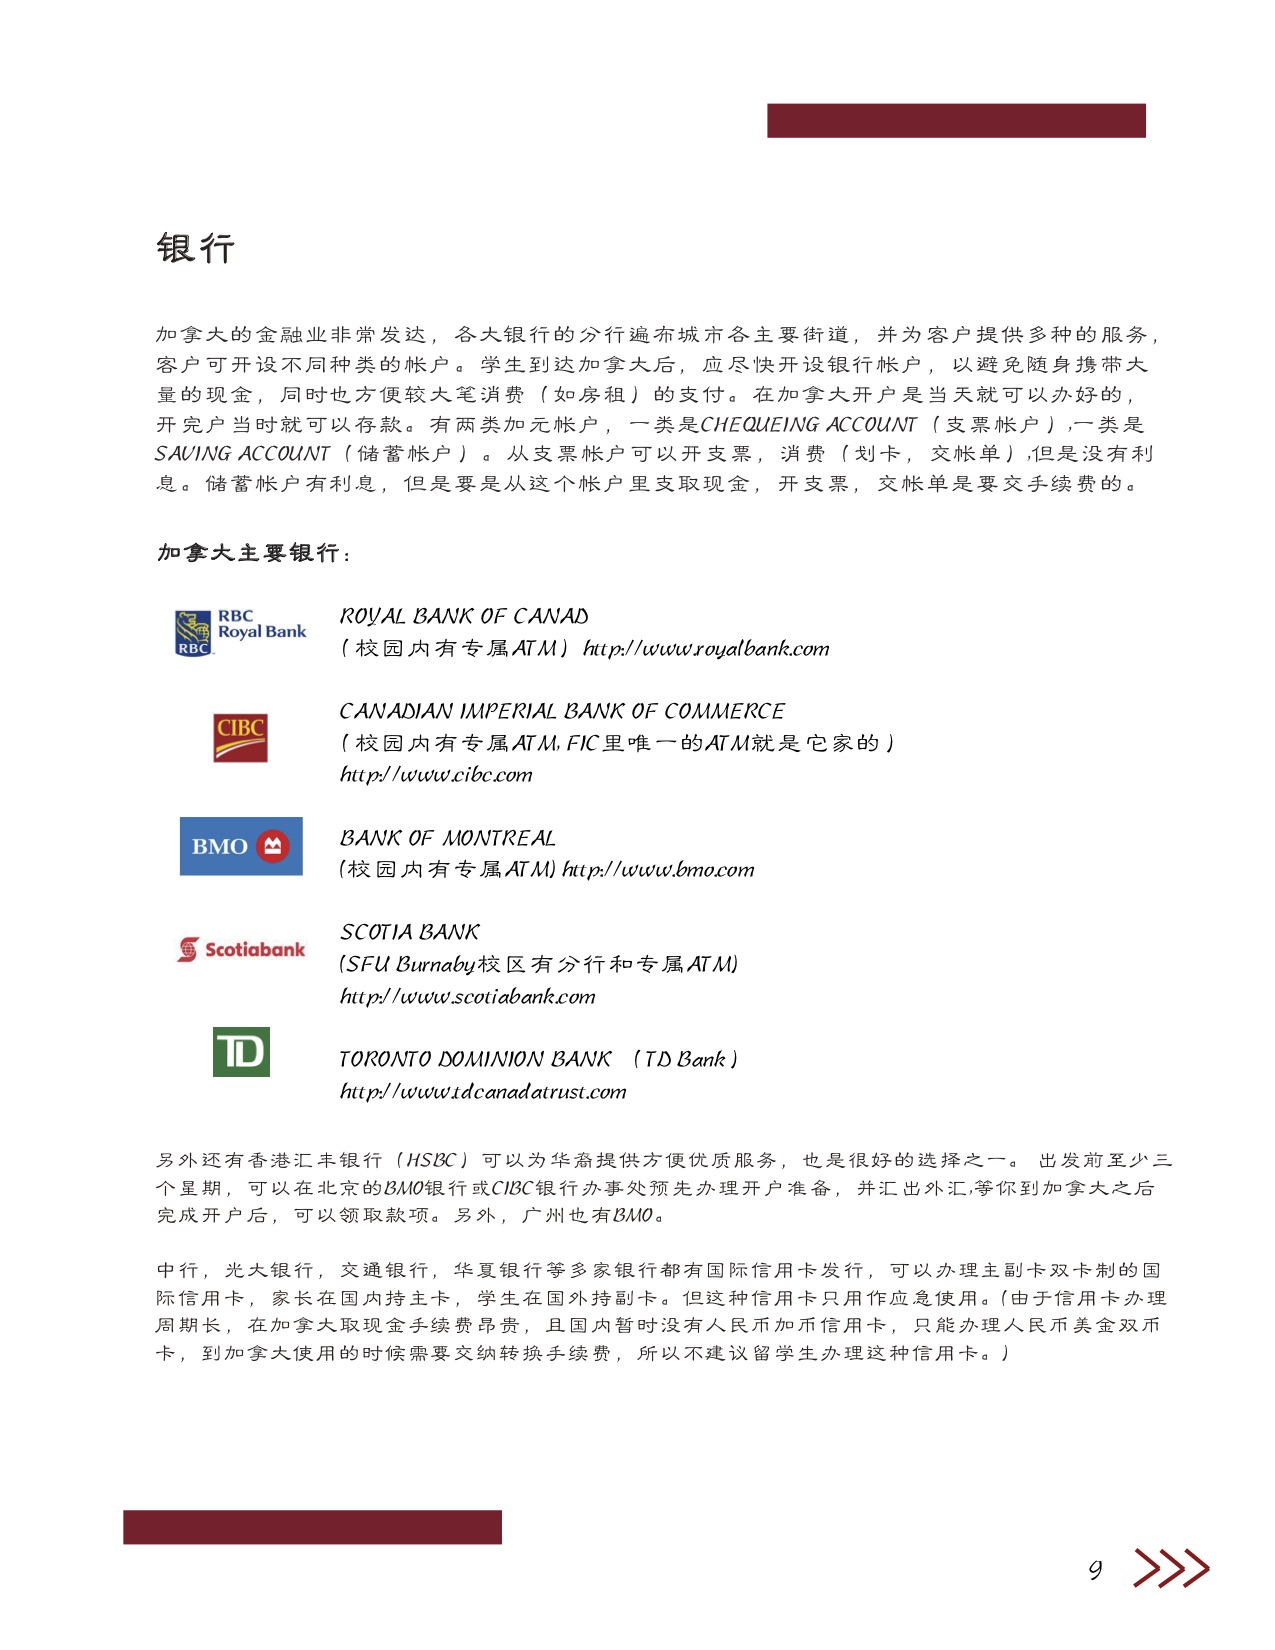 银行
加拿大的金融业非常发达，各大银行的分行遍布城市各主要街道，并为客户提供多种的服务，
客户可开设不同种类的帐户。学生到达加拿大后，应尽快开设银行帐户，以避免随身携带大
量的现金，同时也方便较大笔消费（如房租）的支付。在加拿大开户是当天就可以办好的，
开完户当时就可以存款。有两类加元帐户，一类是CHEQUEING ACCOUNT（支票帐户）,一类是
SAVING ACCOUNT（储蓄帐户）。从支票帐户可以开支票，消费（划卡，交帐单）,但是没有利
息。储蓄帐户有利息，但是要是从这个帐户里支取现金，开支票，交帐单是要交手续费的。
加拿大主要银行：
RBC
Royal Bank
RBC
ROYAL BANK OF CANAD
（校园内有专属ATM）http://www.royalbank.com
CIBC
CANADIAN IMPERIAL BANK OF COMMERCE
（校园内有专属ATM, FIC里唯一的ATM就是它家的）
http://www.cibc.com
BMO
BANK OF MONTREAL
(校园内有专属ATM) http://www.bmo.com
Scotiabank
SCOTIA BANK
(SFU Burnaby校区有分行和专属ATM)
http://www.scotiabank.com
TD
TORONTO DOMINION BANK （TD Bank）
http://www.tdcanadatrust.com
另外还有香港汇丰银行（HSBC）可以为华裔提供方便优质服务，也是很好的选择之一。 出发前至少三
个星期，可以在北京的BMO银行或CIBC银行办事处预先办理开户准备，并汇出外汇,等你到加拿大之后
完成开户后，可以领取款项。另外，广州也有BMO。
中行，光大银行，交通银行，华夏银行等多家银行都有国际信用卡发行，可以办理主副卡双卡制的国
际信用卡，家长在国内持主卡，学生在国外持副卡。但这种信用卡只用作应急使用。(由于信用卡办理
周期长，在加拿大取现金手续费昂贵，且国内暂时没有人民币加币信用卡，只能办理人民币美金双币
卡，到加拿大使用的时候需要交纳转换手续费，所以不建议留学生办理这种信用卡。)
9